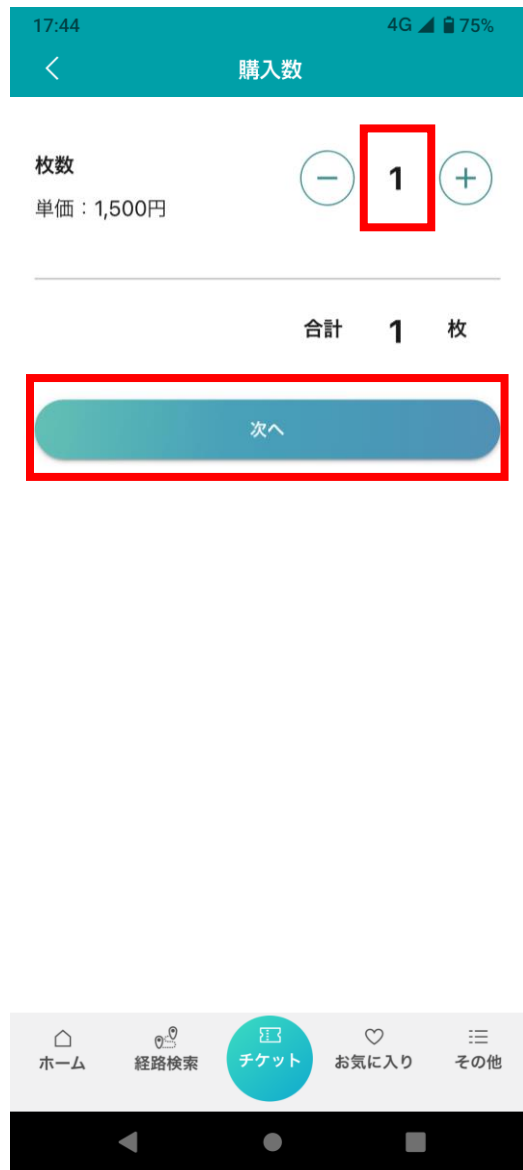 17:44 4G 75%
購入数
枚数
1
単価：1,500円
合計 1 枚
次へ
ホーム 経路検索 チケット お気に入り その他